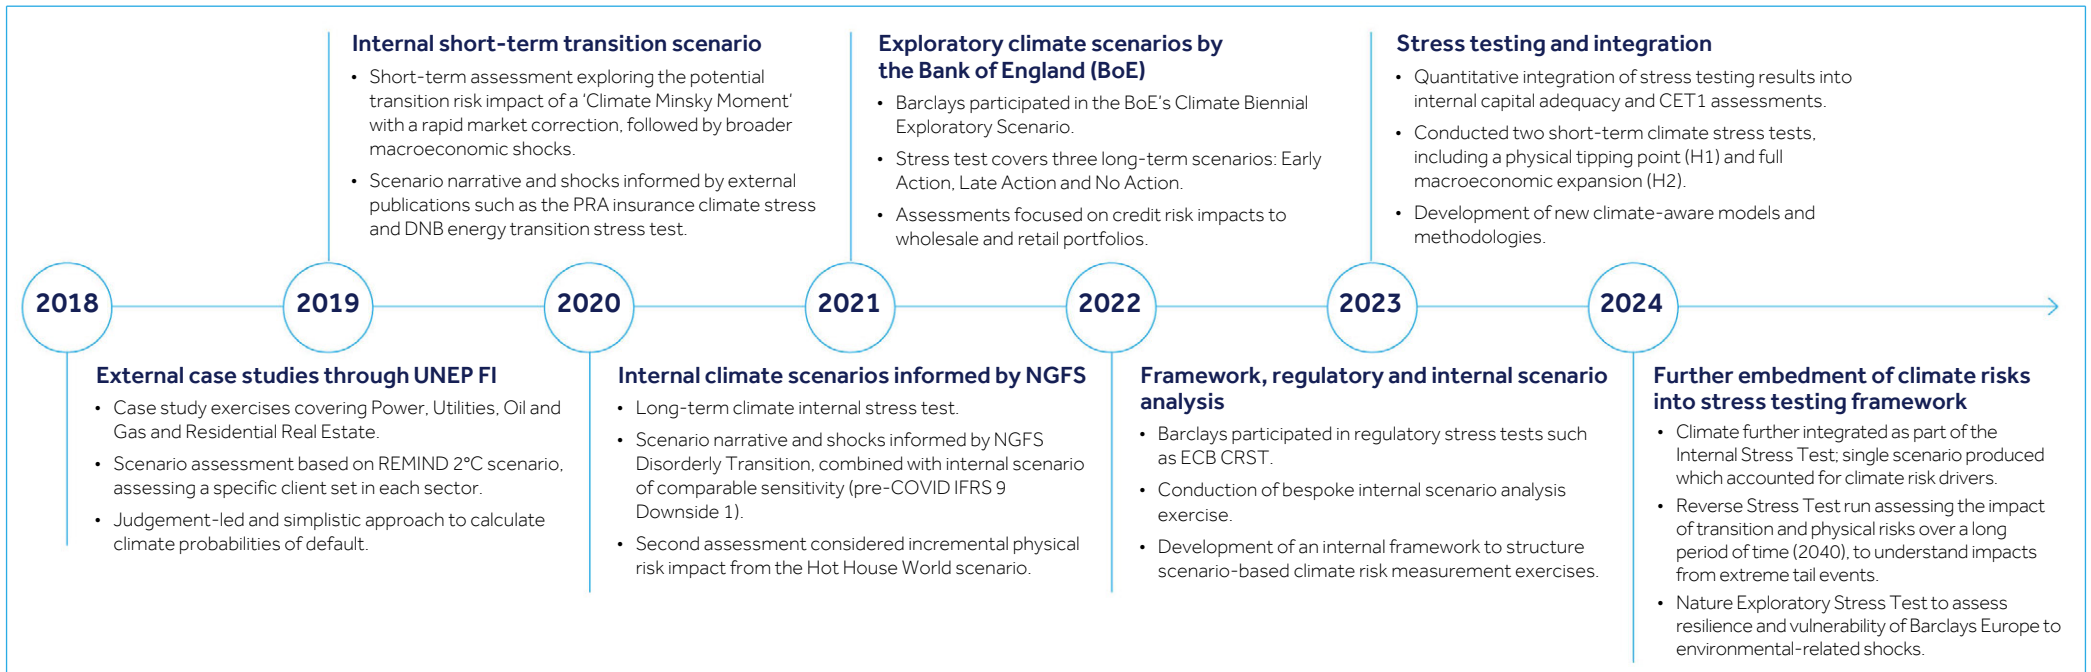 Internal short-term transition scenario
• Short-term assessment exploring the potential
transition risk impact of a ‘Climate Minsky Moment’
with a rapid market correction, followed by broader
macroeconomic shocks.
• Scenario narrative and shocks informed by external
publications such as the PRA insurance climate stress
and DNB energy transition stress test.
Exploratory climate scenarios by
the Bank of England (BoE)
• Barclays participated in the BoE’s Climate Biennial
Exploratory Scenario.
• Stress test covers three long-term scenarios: Early
Action, Late Action and No Action.
• Assessments focused on credit risk impacts to
wholesale and retail portfolios.
Stress testing and integration
• Quantitative integration of stress testing results into
internal capital adequacy and CET1 assessments.
• Conducted two short-term climate stress tests,
including a physical tipping point (H1) and full
macroeconomic expansion (H2).
• Development of new climate-aware models and
methodologies.
2018
2019
2020
2021
2022
2023
2024
External case studies through UNEP FI
• Case study exercises covering Power, Utilities, Oil and
Gas and Residential Real Estate.
• Scenario assessment based on REMIND 2°C scenario,
assessing a specific client set in each sector.
• Judgement-led and simplistic approach to calculate
climate probabilities of default.
Internal climate scenarios informed by NGFS
• Long-term climate internal stress test.
• Scenario narrative and shocks informed by NGFS
Disorderly Transition, combined with internal scenario
of comparable sensitivity (pre-COVID IFRS 9
Downside 1).
• Second assessment considered incremental physical
risk impact from the Hot House World scenario.
Framework, regulatory and internal scenario
analysis
• Barclays participated in regulatory stress tests such
as ECB CRST.
• Conduction of bespoke internal scenario analysis
exercise.
• Development of an internal framework to structure
scenario-based climate risk measurement exercises.
Further embedment of climate risks
into stress testing framework
• Climate further integrated as part of the
Internal Stress Test; single scenario produced
which accounted for climate risk drivers.
• Reverse Stress Test run assessing the impact
of transition and physical risks over a long
period of time (2040), to understand impacts
from extreme tail events.
• Nature Exploratory Stress Test to assess
resilience and vulnerability of Barclays Europe to
environmental-related shocks.